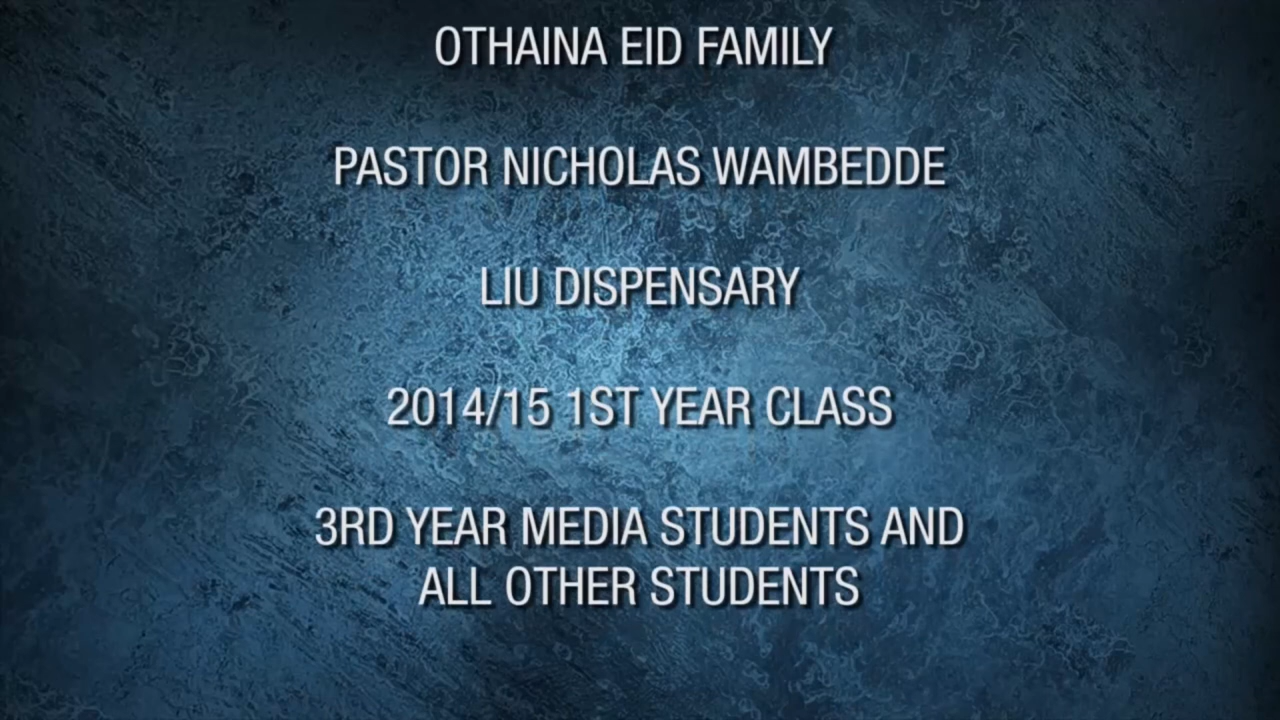 OTHAINA EID FAMILY
PASTOR NICHOLAS WAMBEDDE
LIU DISPENSARY
2014/15 1ST YEAR CLASS
3RD YEAR MEDIA STUDENTS AND
ALL OTHER STUDENTS